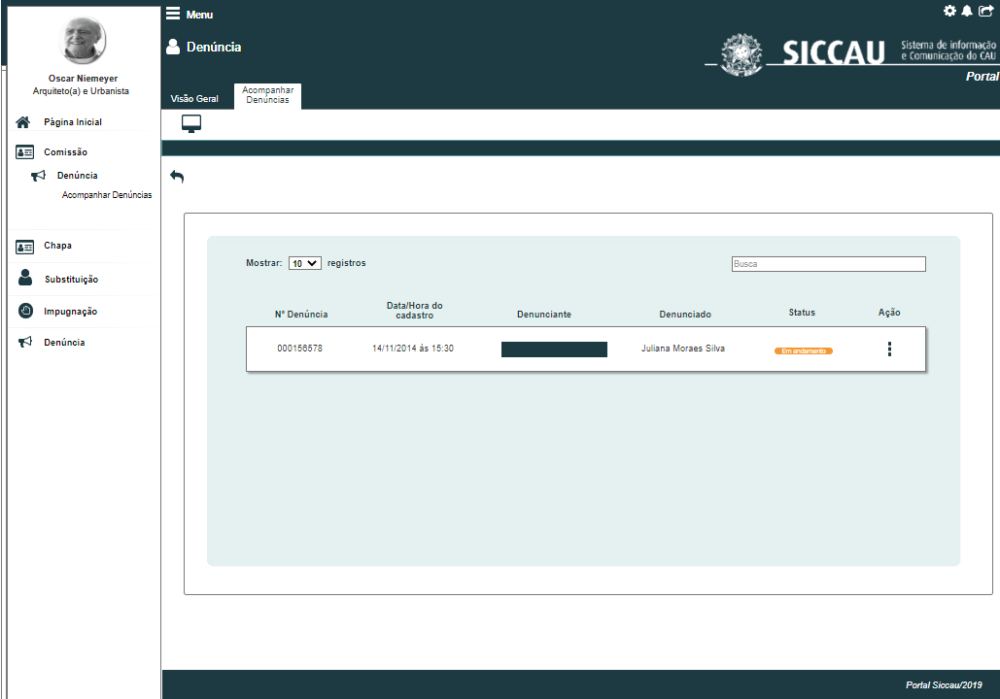 Menu
Denúncia
SICCAU
Sistema de informação
e Comunicação do CAU
Portal
Visão Geral
Acompanhar
Denúncias
Oscar Niemeyer
Arquiteto(a) e Urbanista
Página Inicial
Comissão
Denúncia
Acompanhar Denúncias
Chapa
Substituição
Impugnação
Denúncia
Mostrar: 10 registros
Busca
N° Denúncia
Data/Hora do
cadastro
Denunciante
Denunciado
Status
Ação
000156578
14/11/2014 ás 15:30
Juliana Moraes Silva
Em andamento
Portal Siccau/2019